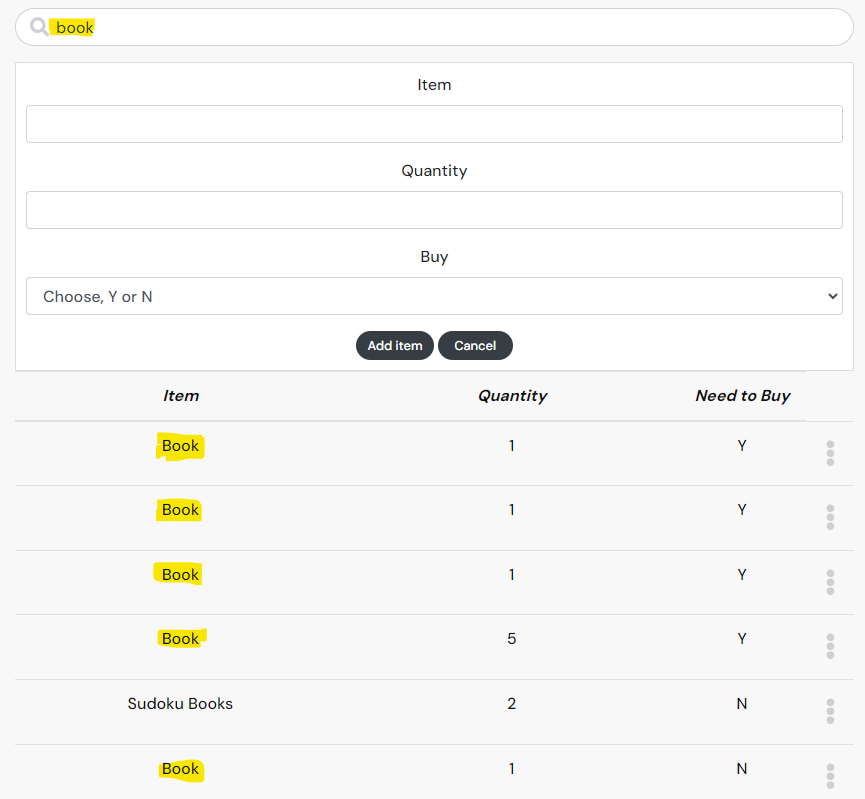 book
Item
Quantity
Buy
Choose, Y or N
Add item Cancel
Item Quantity Need to Buy
Book 1 Y
Book 1 Y
Book 1 Y
Book 5 Y
Sudoku Books 2 N
Book 1 N